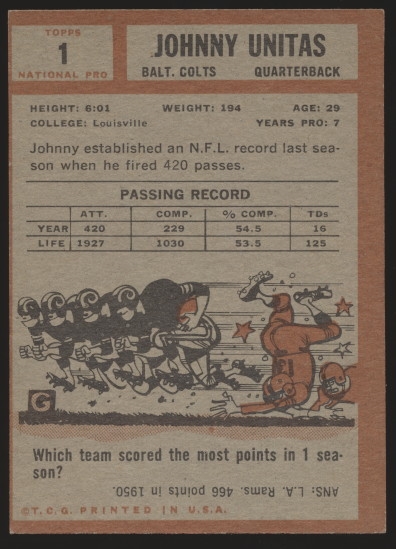 TOPPS
1
NATIONAL PRO
JOHNNY UNITAS
BALT. COLTS QUARTERBACK
HEIGHT: 6:01 WEIGHT: 194 AGE: 29
COLLEGE: Louisville YEARS PRO: 7
Johnny established an N.F.L. record last sea-
son when he fired 420 passes.
PASSING RECORD
ATT. COMP. % COMP. TDs
YEAR 420 229 54.5 16
LIFE 1927 1030 53.5 125
13
G
Which team scored the most points in 1 sea-
son?
ANS: L.A. Rams. 466 points in 1950.
©T.C.G. PRINTED IN U.S.A.